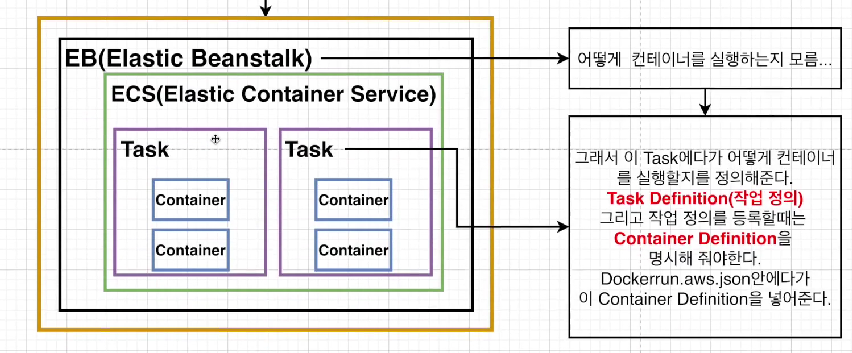 EB(Elastic Beanstalk)
ECS(Elastic Container Service)
Task
Task
Container
Container
Container
Container
어떻게 컨테이너를 실행하는지 모름...
그래서 이 Task에다가 어떻게 컨테이너
를 실행할지를 정의해준다.
Task Definition(작업 정의)
그리고 작업 정의를 등록할때는
Container Definition을
명시해 줘야한다.
Dockerrun.aws.json안에다가
이 Container Definition을 넣어준다.